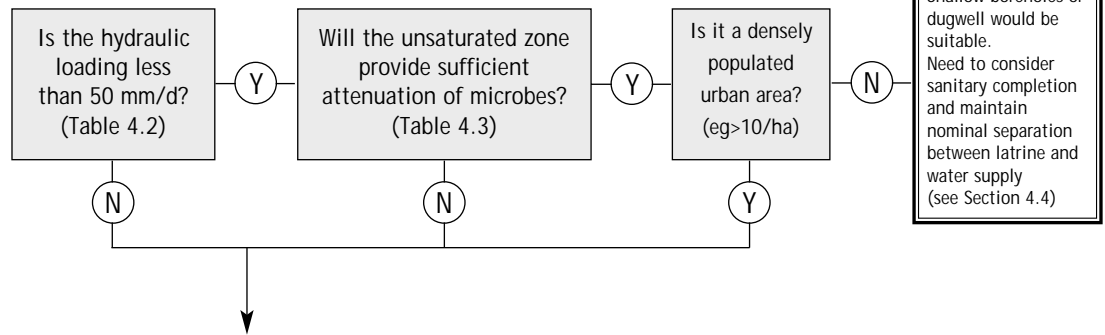 Is the hydraulic
loading less
than 50 mm/d?
(Table 4.2)
Y
Will the unsaturated zone
provide sufficient
attenuation of microbes?
(Table 4.3)
Y
Is it a densely
populated
urban area?
(eg>10/ha)
N
dugwell would be
suitable.
Need to consider
sanitary completion
and maintain
nominal separation
between latrine and
water supply
(see Section 4.4)
N
N
Y